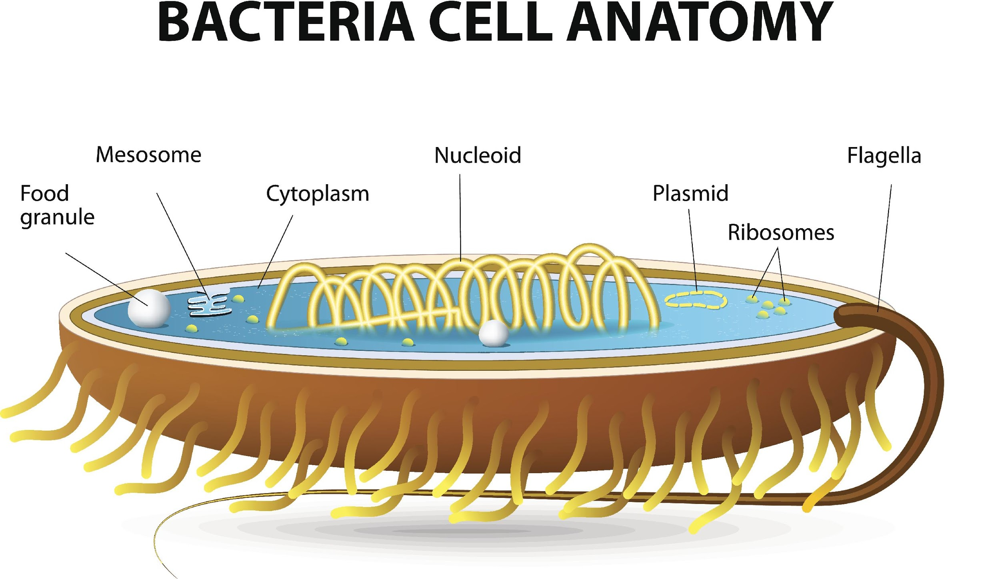 BACTERIA CELL ANATOMY
Mesosome
Nucleoid
Flagella
Food
granule
Cytoplasm
Plasmid
Ribosomes